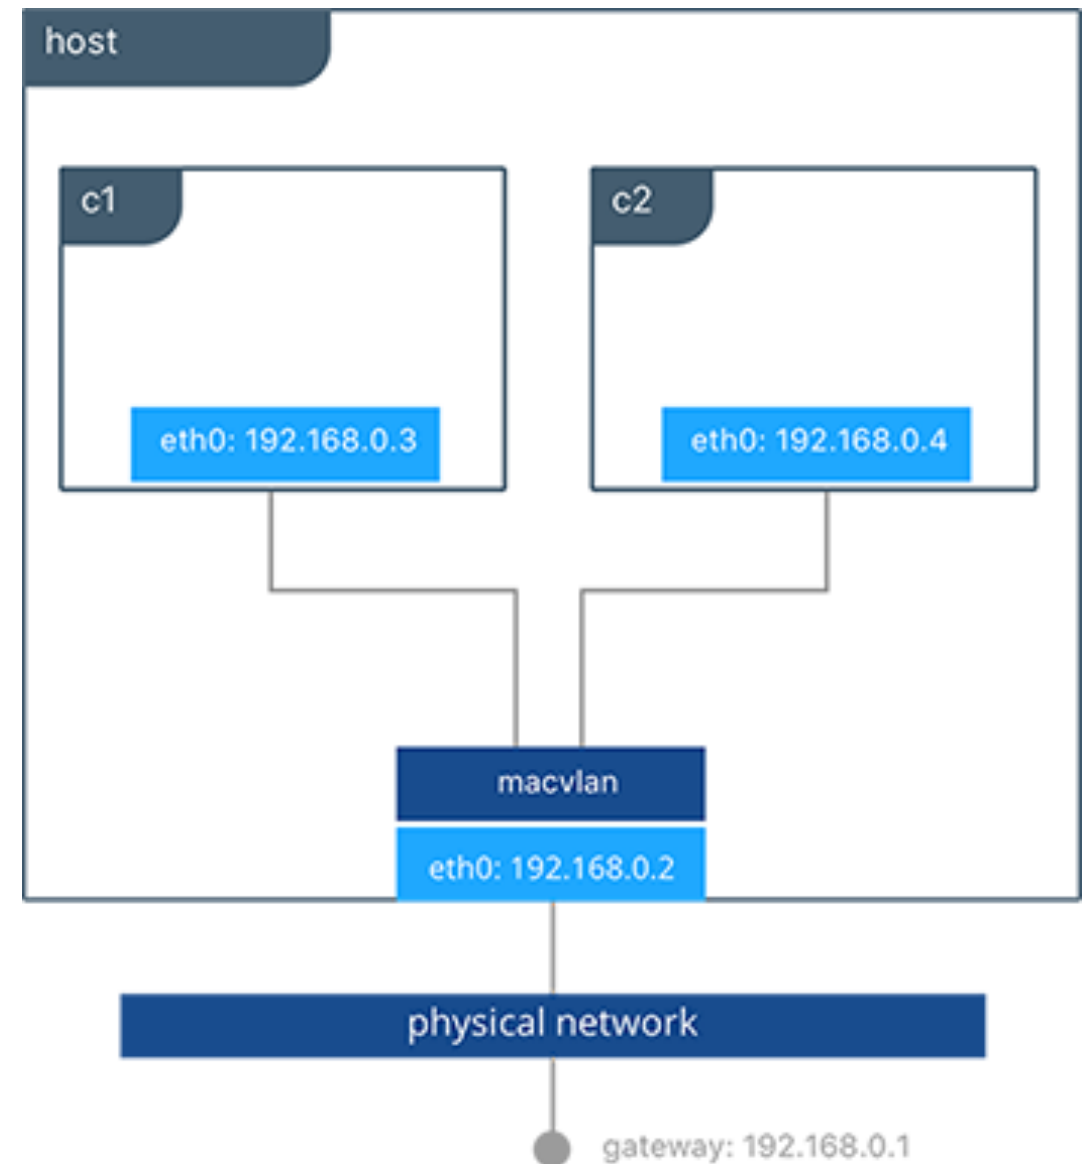 host
c1
c2
eth0: 192.168.0.3
eth0: 192.168.0.4
macvlan
eth0: 192.168.0.2
physical network
gateway: 192.168.0.1